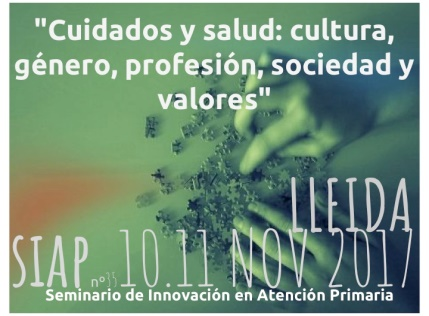 "Cuidados y salud: cultura,
género, profesión, sociedad y
valores"
LLEIDA
SIAP nº35 10.11 NOV 2017
Seminario de Innovación en Atención Primaria